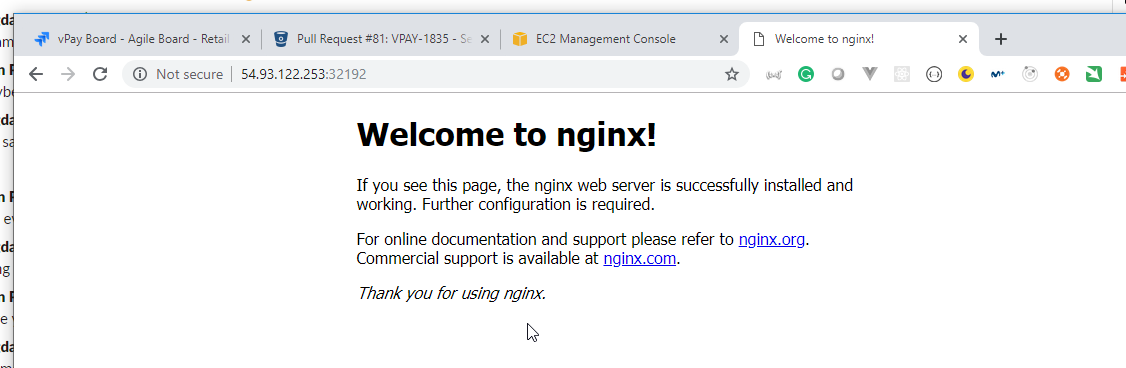 vPay Board - Agile Board - Retail
Pull Request #81: VPAY-1835 - Se
EC2 Management Console
Welcome to nginx!
Not secure
54.93.122.253:32192
Welcome to nginx!
If you see this page, the nginx web server is successfully installed and
working. Further configuration is required.
For online documentation and support please refer to nginx.org.
Commercial support is available at nginx.com.
Thank you for using nginx.